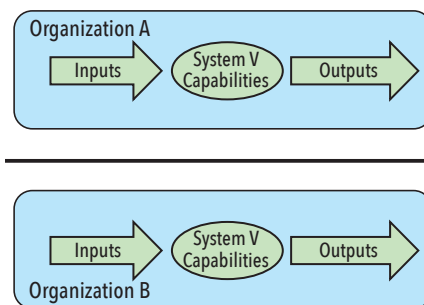 Organization A
Inputs
System V
Capabilities
Outputs
Inputs
System V
Capabilities
Outputs
Organization B